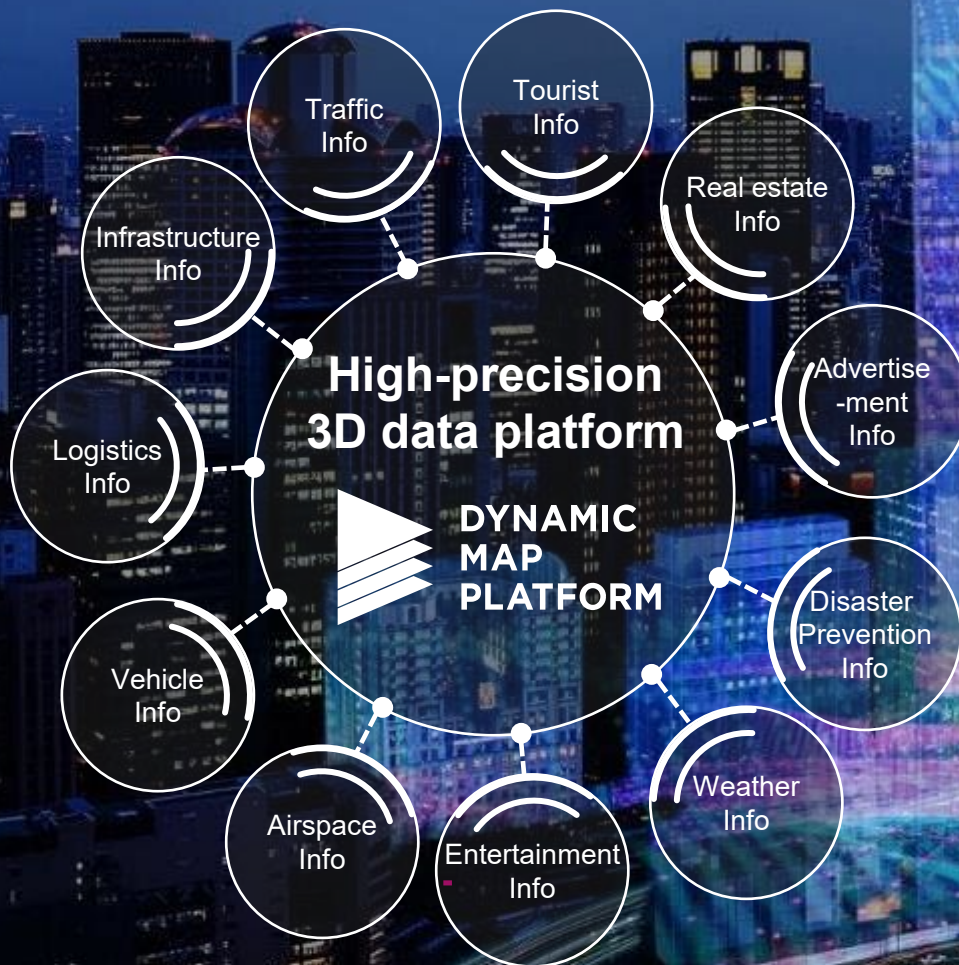 Traffic
Info
Tourist
Info
Real estate
Info
Infrastructure
Info
Advertise
-ment
Info
High-precision
3D data platform
Logistics
Info
DYNAMIC
MAP
PLATFORM
Disaster
Prevention
Info
Vehicle
Info
Weather
Info
Airspace
Info
Entertainment
Info